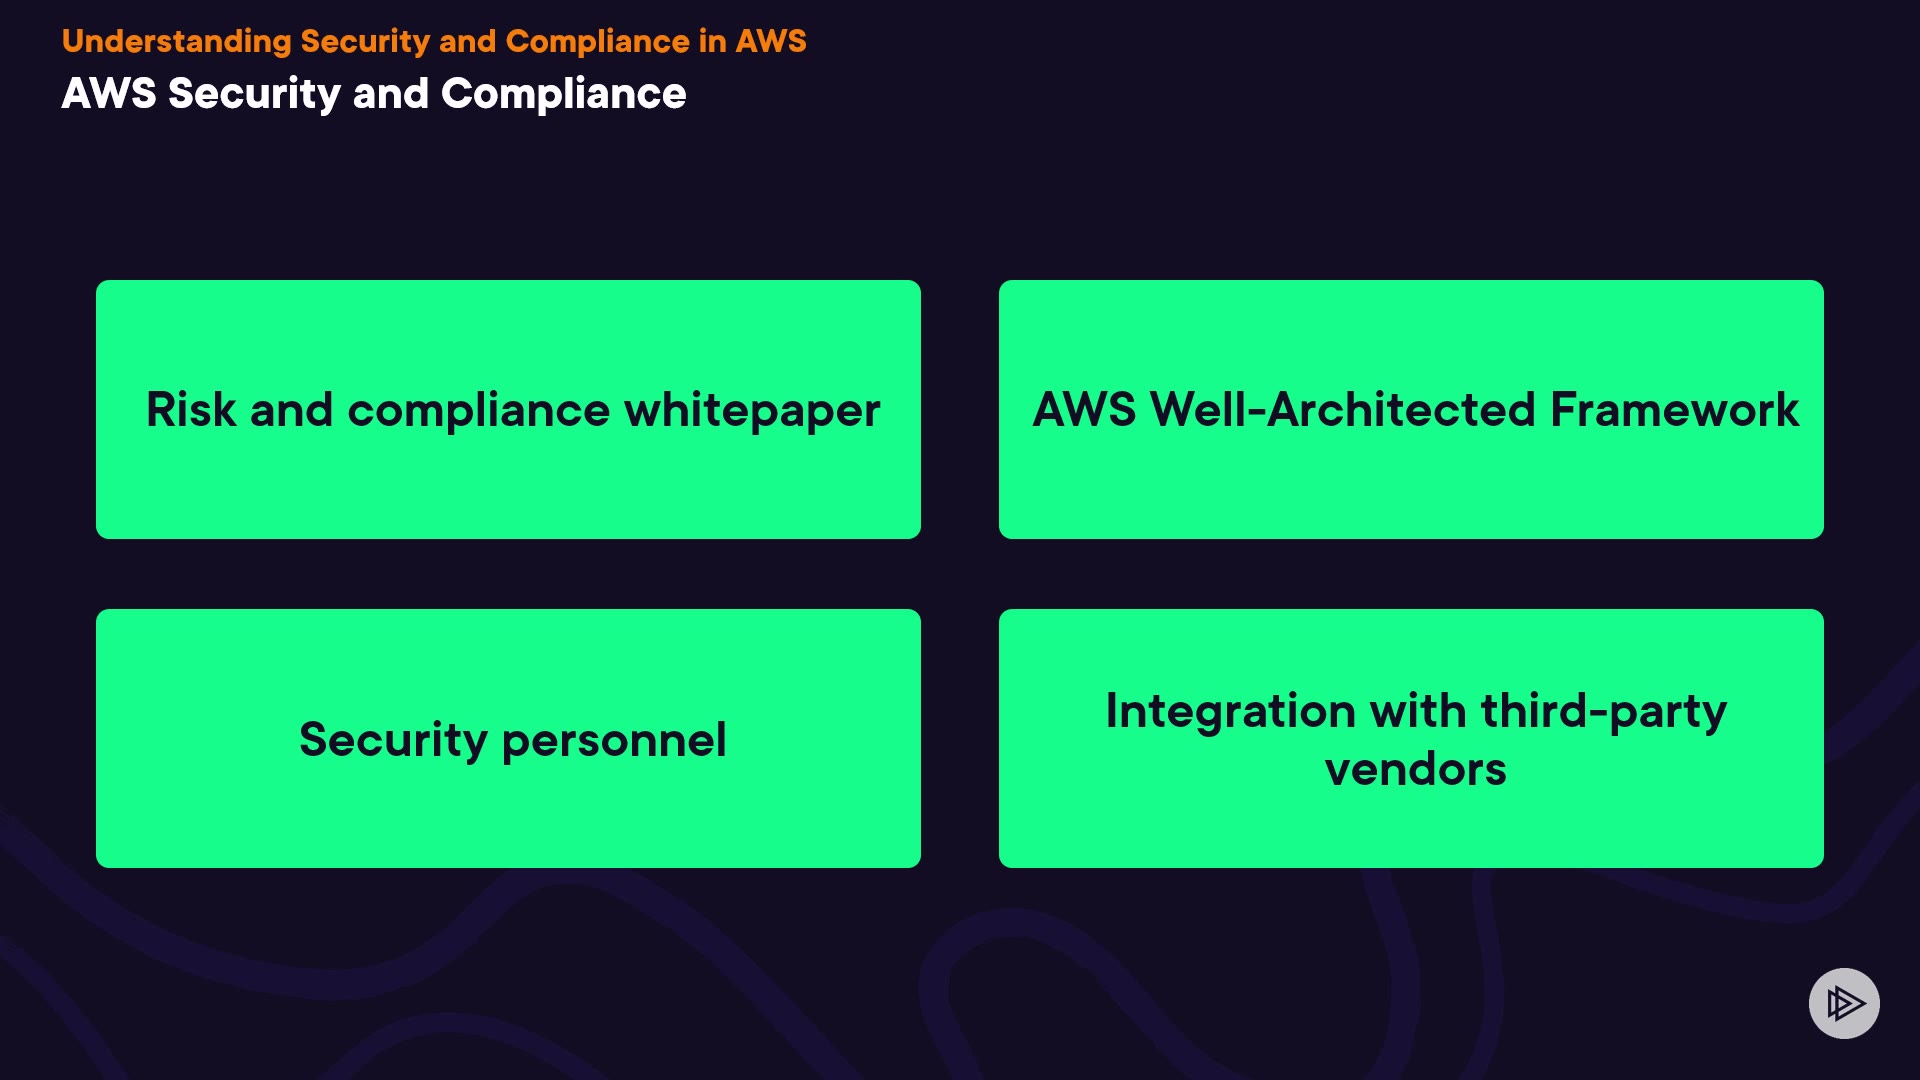 Understanding Security and Compliance in AWS
AWS Security and Compliance
Risk and compliance whitepaper
AWS Well-Architected Framework
Security personnel
Integration with third-party
vendors